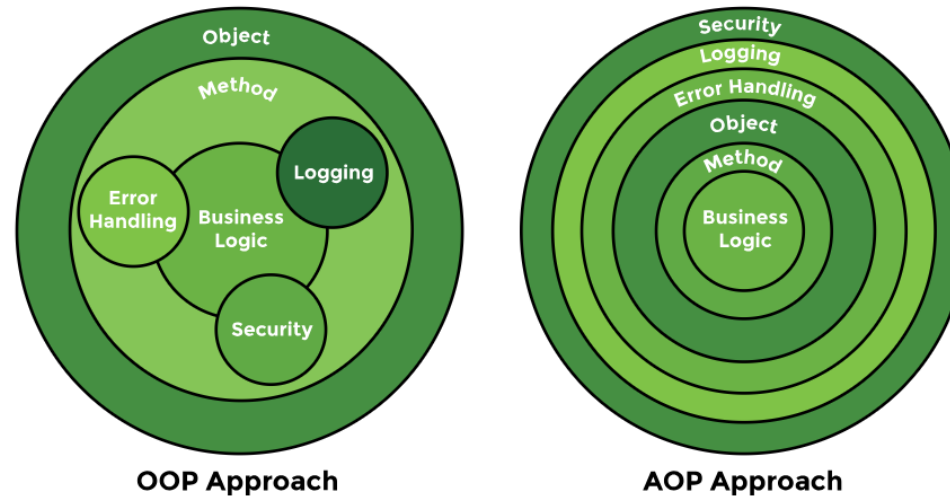 Object
Method
Logging
Error
Handling
Business
Logic
Security
OOP Approach
Security
Logging
Error Handling
Object
Method
Business
Logic
AOP Approach